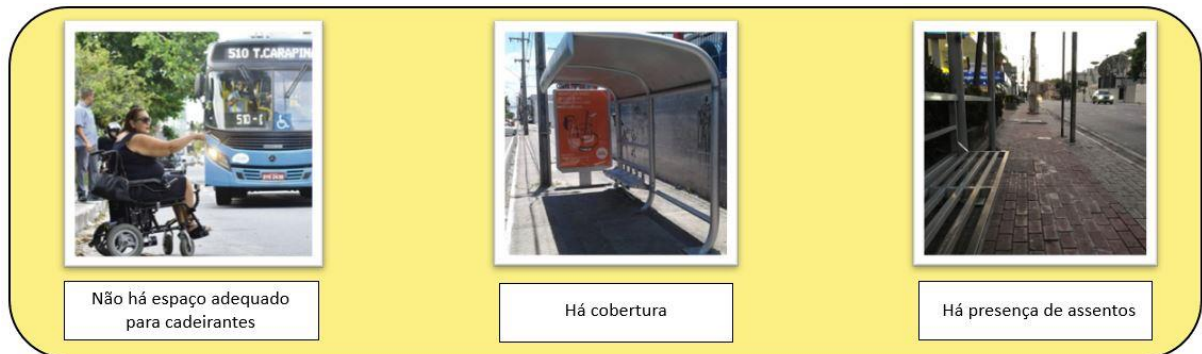 510 T.CARAPIN
510-E
Não há espaço adequado
para cadeirantes
Há cobertura
Há presença de assentos